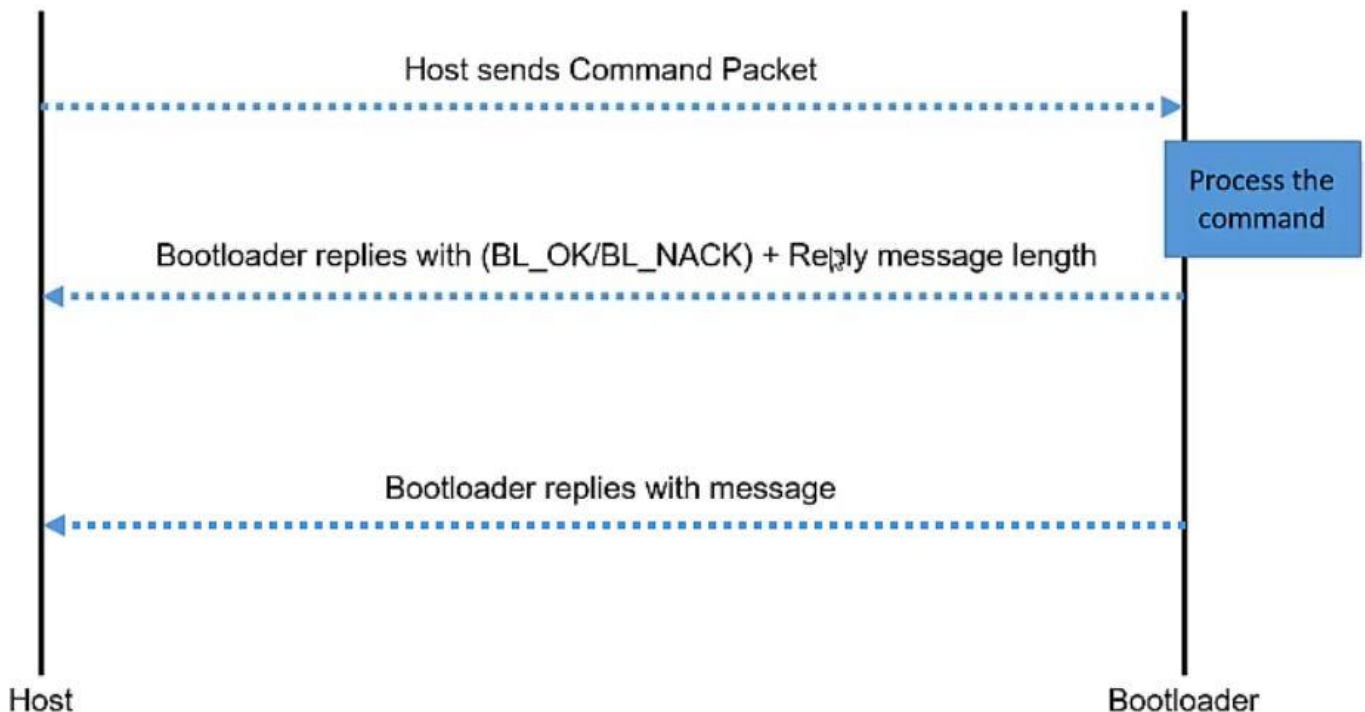 Host sends Command Packet
Process the
command
Bootloader replies with (BL_OK/BL_NACK) + Reply message length
Bootloader replies with message
Host
Bootloader